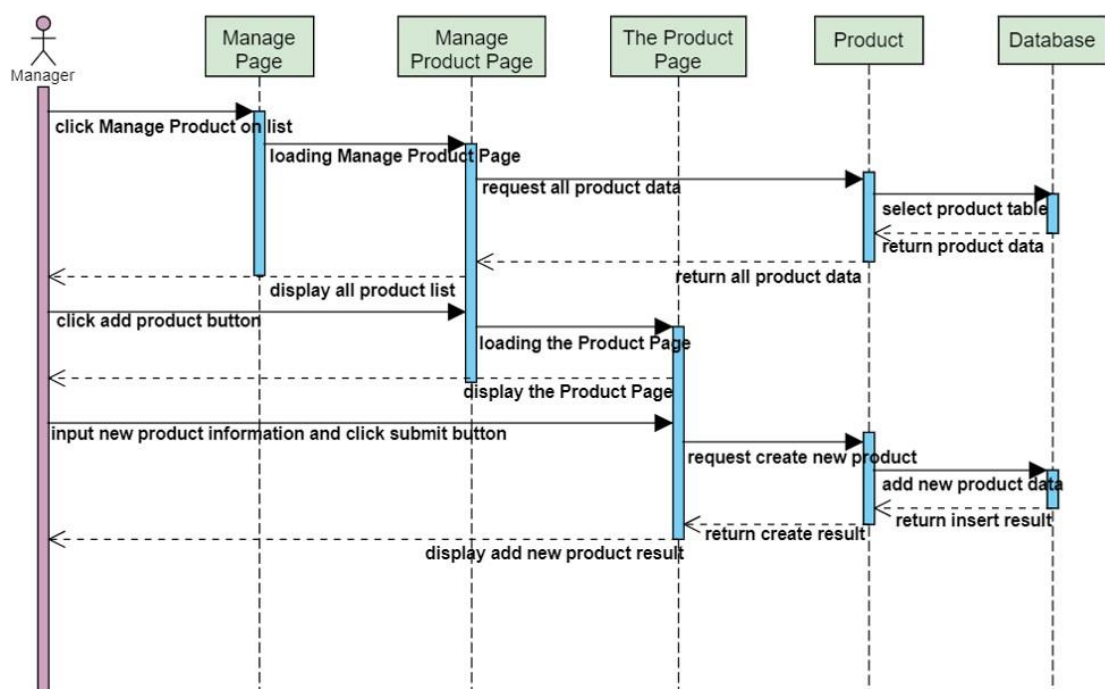 Manager
Manage
Page
Manage
Product Page
The Product
Page
Product
Database
click Manage Product on list
loading Manage Product Page
request all product data
select product table
return product data
return all product data
display all product list
click add product button
loading the Product Page
display the Product Page
input new product information and click submit button
request create new product
add new product data
return insert result
return create result
display add new product result